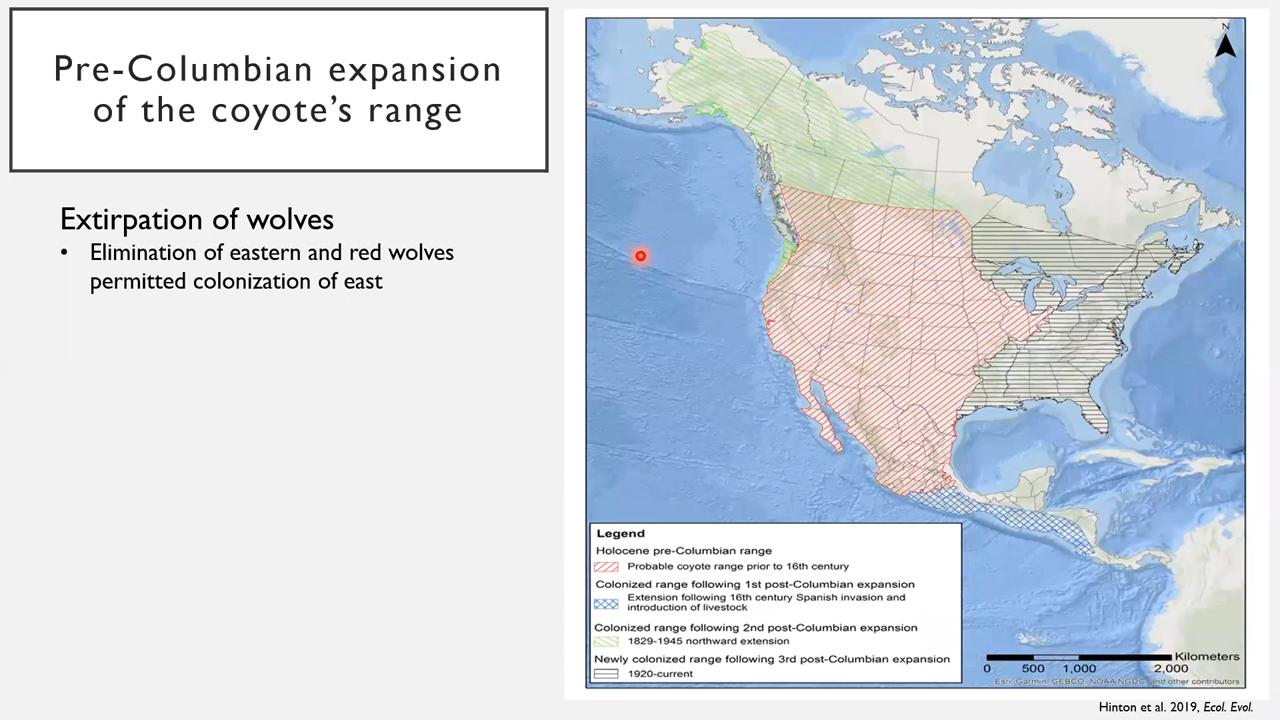 Pre-Columbian expansion
of the coyote’s range
Extirpation of wolves
• Elimination of eastern and red wolves
permitted colonization of east
N
Legend
Holocene pre-Columbian range
Probable coyote range prior to 16th century
Colonized range following 1st post-Columbian expansion
Extension following 16th century Spanish invasion and
introduction of livestock
Colonized range following 2nd post-Columbian expansion
1829-1945 northward extension
Newly colonized range following 3rd post-Columbian expansion
1920-current
Kilometers
0 500 1,000 2,000
Esri, Garmin, GEBCO, NOAA NGDC, and other contributors
Hinton et al. 2019, Ecol. Evol.